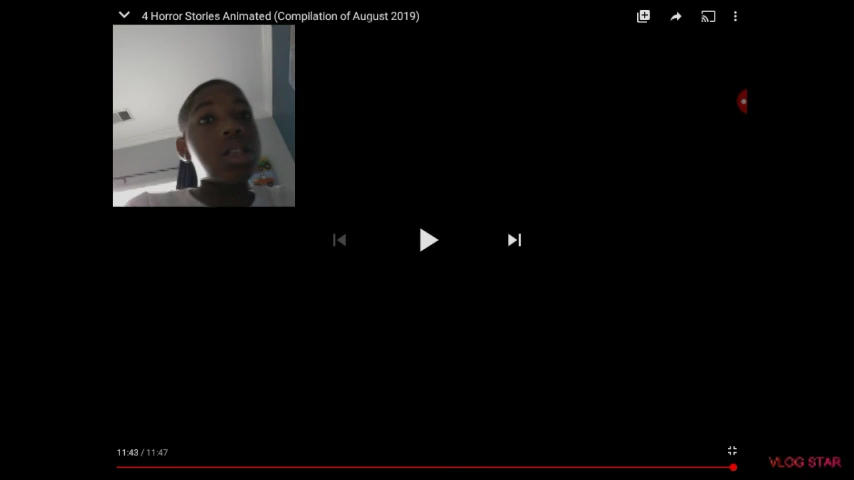 4 Horror Stories Animated (Compilation of August 2019)
11:43 / 11:47
VLOG STAR